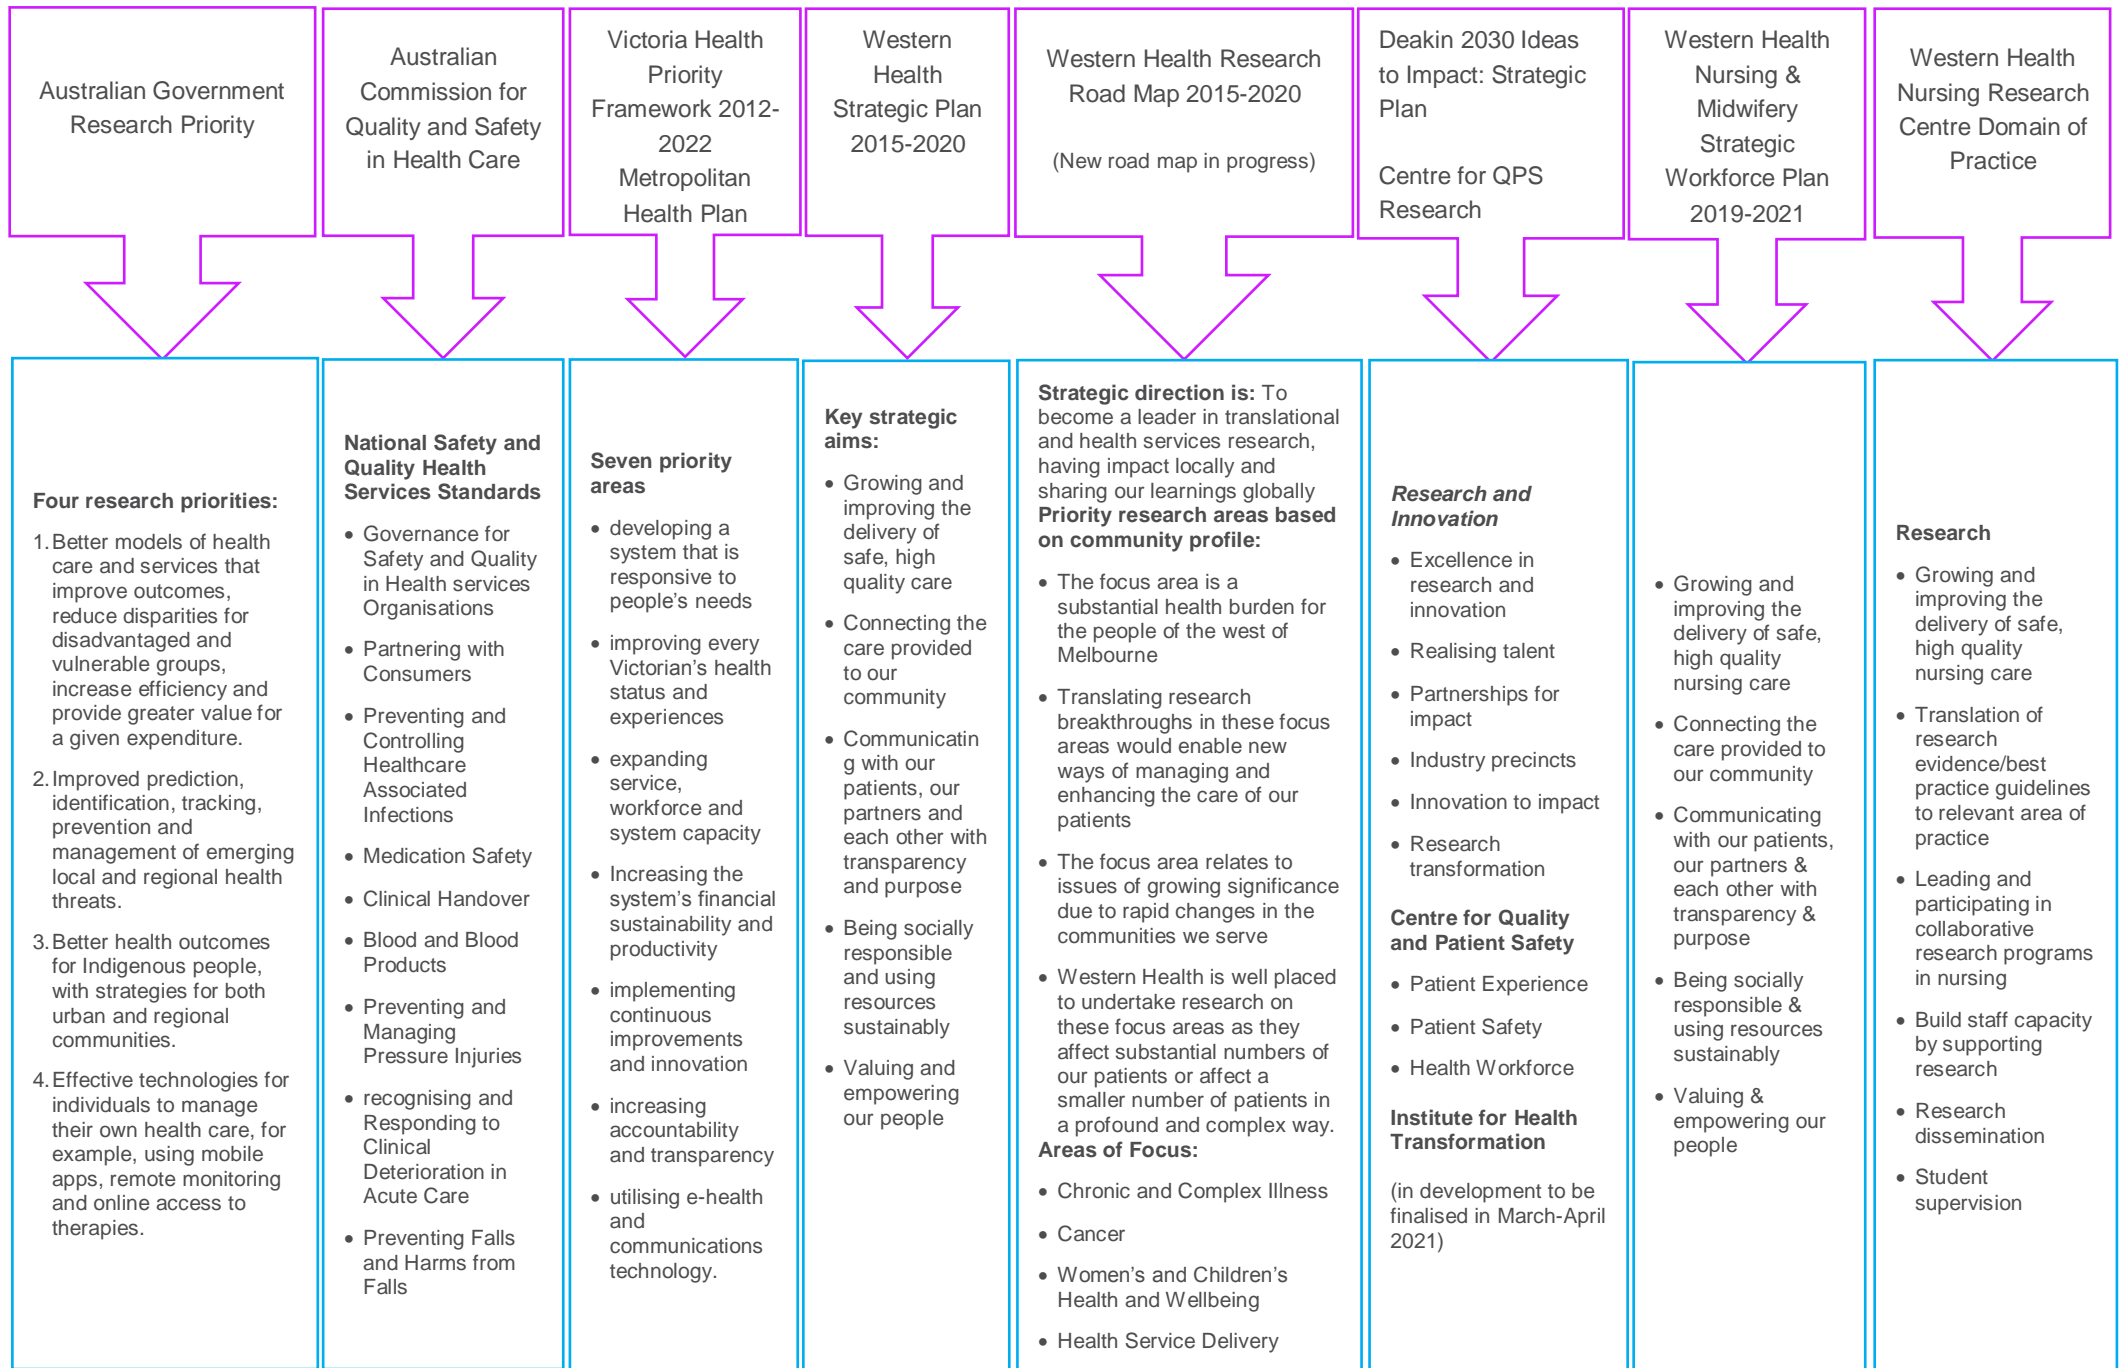 Australian Government
Research Priority
Australian
Commission for
Quality and Safety
in Health Care
Victoria Health
Priority
Framework 2012-
2022
Metropolitan
Health Plan
Western
Health
Strategic Plan
2015-2020
Western Health Research
Road Map 2015-2020
(New road map in progress)
Deakin 2030 Ideas
to Impact: Strategic
Plan
Centre for QPS
Research
Western Health
Nursing &
Midwifery
Strategic
Workforce Plan
2019-2021
Western Health
Nursing Research
Centre Domain of
Practice
Four research priorities:
1. Better models of health
care and services that
improve outcomes,
reduce disparities for
disadvantaged and
vulnerable groups,
increase efficiency and
provide greater value for
a given expenditure.
2. Improved prediction,
identification, tracking,
prevention and
management of emerging
local and regional health
threats.
3. Better health outcomes
for Indigenous people,
with strategies for both
urban and regional
communities.
4. Effective technologies for
individuals to manage
their own health care, for
example, using mobile
apps, remote monitoring
and online access to
therapies.
National Safety and
Quality Health
Services Standards
• Governance for
Safety and Quality
in Health services
Organisations
• Partnering with
Consumers
• Preventing and
Controlling
Healthcare
Associated
Infections
• Medication Safety
• Clinical Handover
• Blood and Blood
Products
• Preventing and
Managing
Pressure Injuries
• recognising and
Responding to
Clinical
Deterioration in
Acute Care
• Preventing Falls
and Harms from
Falls
Seven priority
areas
• developing a
system that is
responsive to
people's needs
• improving every
Victorian's health
status and
experiences
• expanding
service,
workforce and
system capacity
• Increasing the
system's financial
sustainability and
productivity
• implementing
continuous
improvements
and innovation
• increasing
accountability
and transparency
• utilising e-health
and
communications
technology.
Key strategic
aims:
• Growing and
improving the
delivery of
safe, high
quality care
• Connecting the
care provided
to our
community
• Communicatin
g with our
patients, our
partners and
each other with
transparency
and purpose
• Being socially
responsible
and using
resources
sustainably
• Valuing and
empowering
our people
Strategic direction is: To
become a leader in translational
and health services research,
having impact locally and
sharing our learnings globally
Priority research areas based
on community profile:
• The focus area is a
substantial health burden for
the people of the west of
Melbourne
• Translating research
breakthroughs in these focus
areas would enable new
ways of managing and
enhancing the care of our
patients
• The focus area relates to
issues of growing significance
due to rapid changes in the
communities we serve
• Western Health is well placed
to undertake research on
these focus areas as they
affect substantial numbers of
our patients or affect a
smaller number of patients in
a profound and complex way.
Areas of Focus:
• Chronic and Complex Illness
• Cancer
• Women's and Children's
Health and Wellbeing
• Health Service Delivery
Research and
Innovation
• Excellence in
research and
innovation
• Realising talent
• Partnerships for
impact
• Industry precincts
• Innovation to impact
• Research
transformation
Centre for Quality
and Patient Safety
• Patient Experience
• Patient Safety
• Health Workforce
Institute for Health
Transformation
(in development to be
finalised in March-April
2021)
• Growing and
improving the
delivery of safe,
high quality
nursing care
• Connecting the
care provided to
our community
• Communicating
with our patients,
our partners &
each other with
transparency &
purpose
• Being socially
responsible &
using resources
sustainably
• Valuing &
empowering our
people
Research
• Growing and
improving the
delivery of safe,
high quality
nursing care
• Translation of
research
evidence/best
practice guidelines
to relevant area of
practice
• Leading and
participating in
collaborative
research programs
in nursing
• Build staff capacity
by supporting
research
• Research
dissemination
• Student
supervision